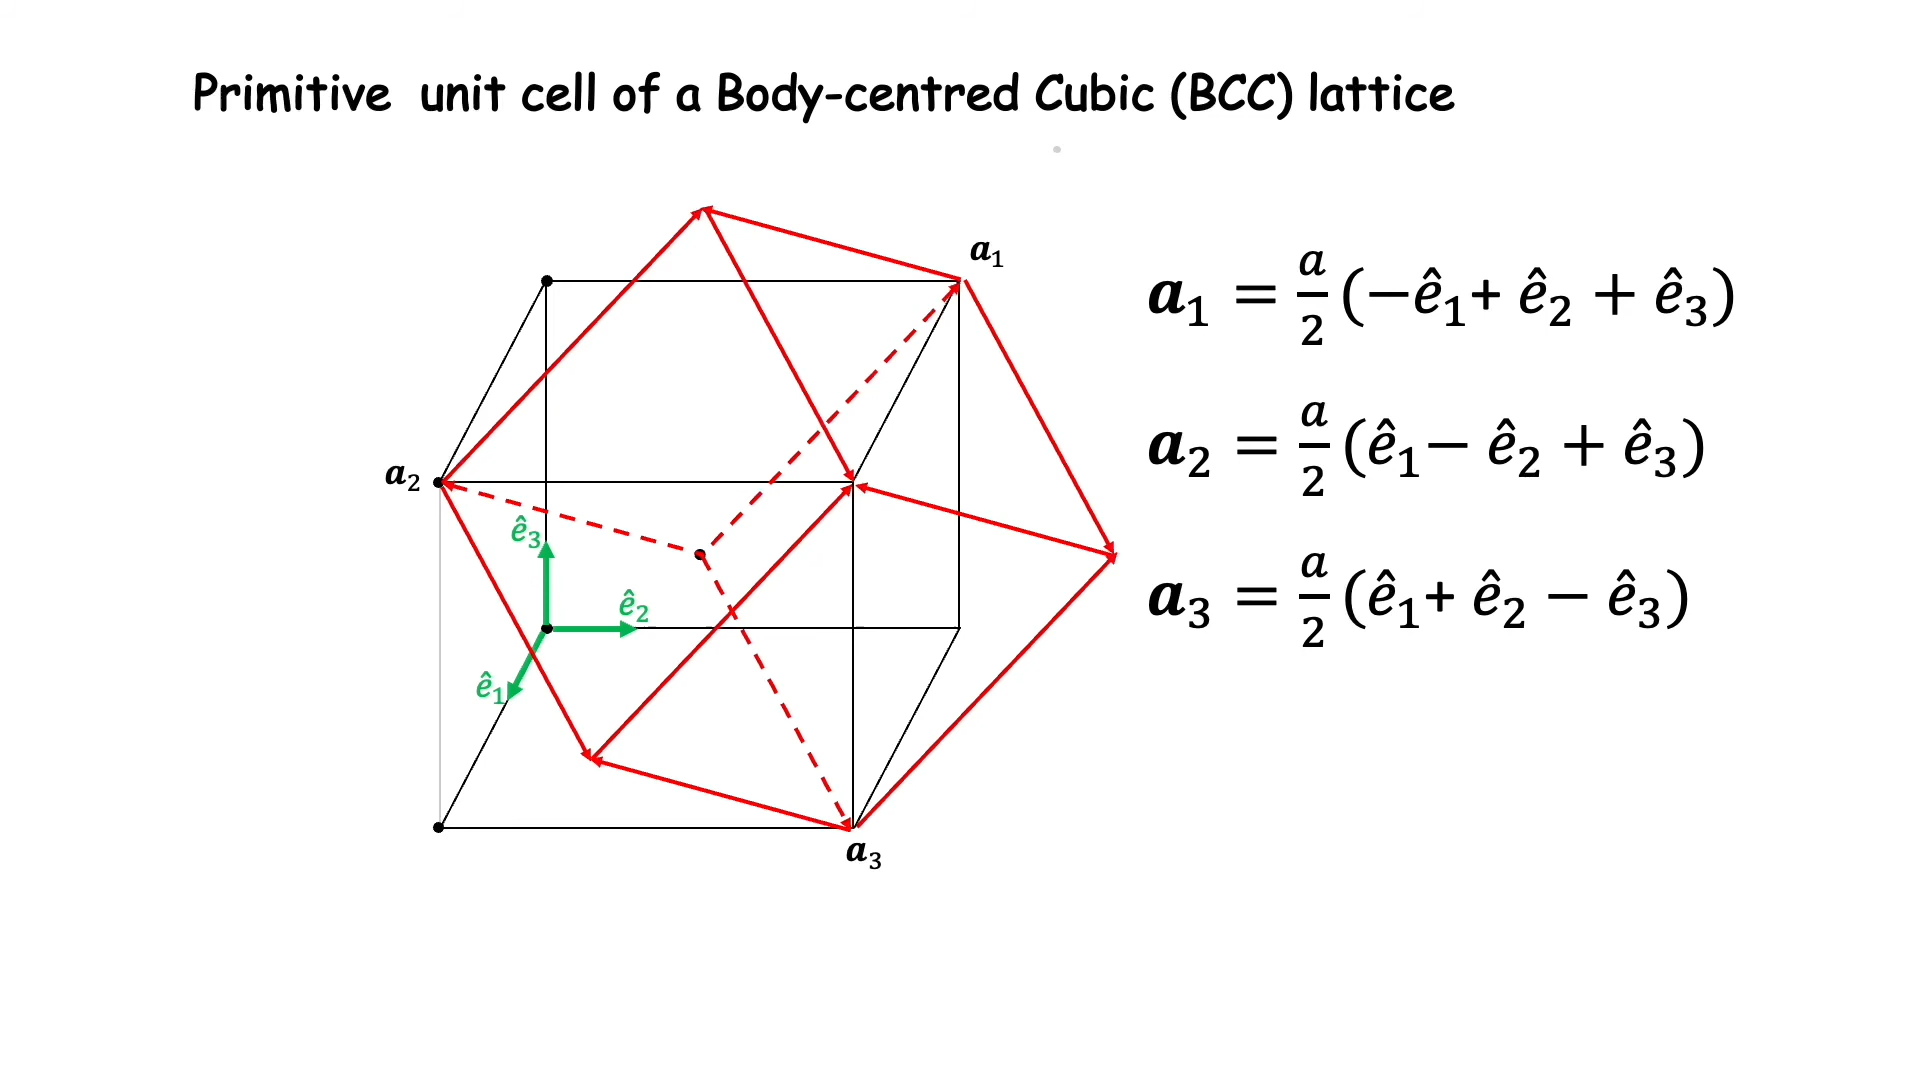 Primitive unit cell of a Body-centred Cubic (BCC) lattice
𝒂₁
𝒂₁ = a/2 (−ê₁+ ê₂ + ê₃)
𝒂₂
𝒂₂ = a/2 (ê₁− ê₂ + ê₃)
ê₃
ê₂
𝒂₃ = a/2 (ê₁+ ê₂ − ê₃)
ê₁
𝒂₃